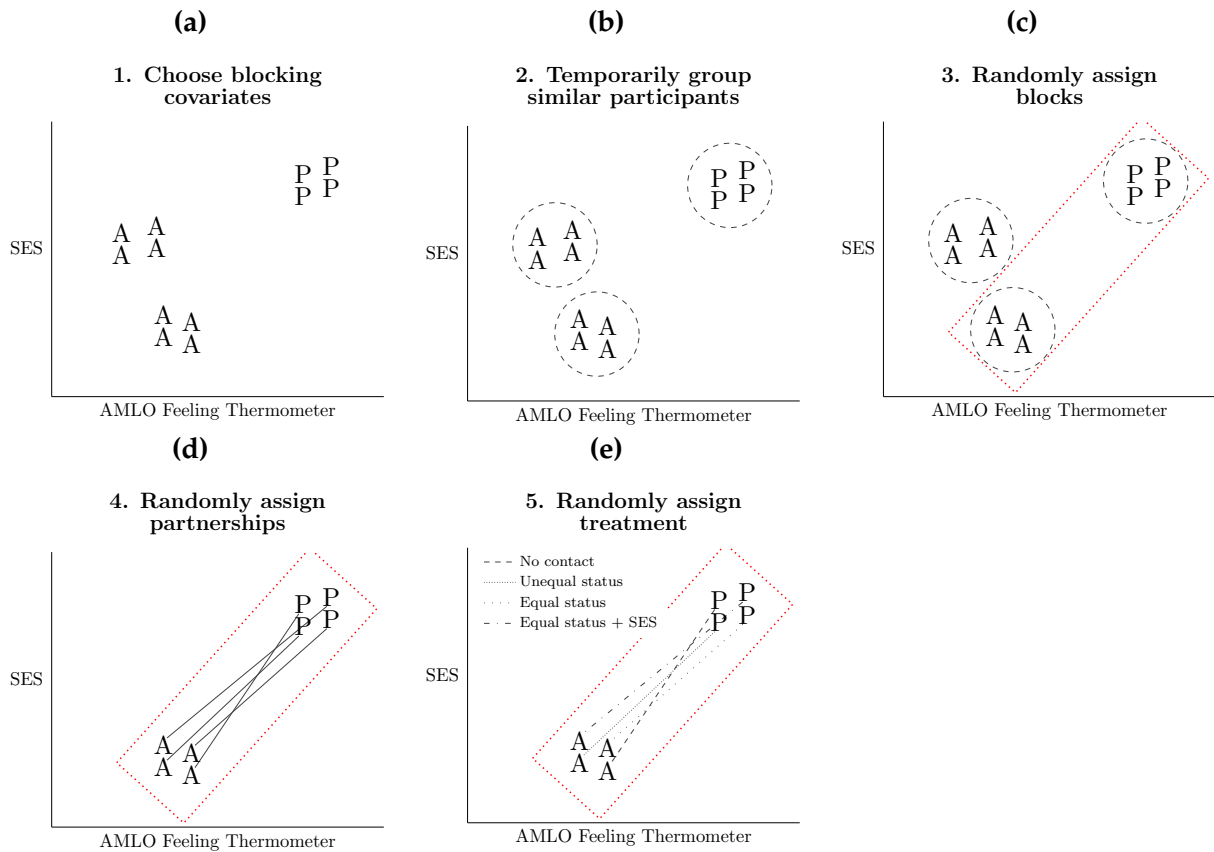 (a)
1. Choose blocking
covariates
P
P
P
P
A
A
A
A
SES
A
A
A
A
AMLO Feeling Thermometer
(b)
2. Temporarily group
similar participants
P
P
P
P
A
A
A
A
SES
A
A
A
A
AMLO Feeling Thermometer
(c)
3. Randomly assign
blocks
P
P
P
P
A
A
A
A
SES
A
A
A
A
AMLO Feeling Thermometer
(d)
4. Randomly assign
partnerships
P
P
P
P
SES
A
A
A
A
AMLO Feeling Thermometer
(e)
5. Randomly assign
treatment
No contact
Unequal status
Equal status
Equal status + SES
P
P
P
P
SES
A
A
A
A
AMLO Feeling Thermometer